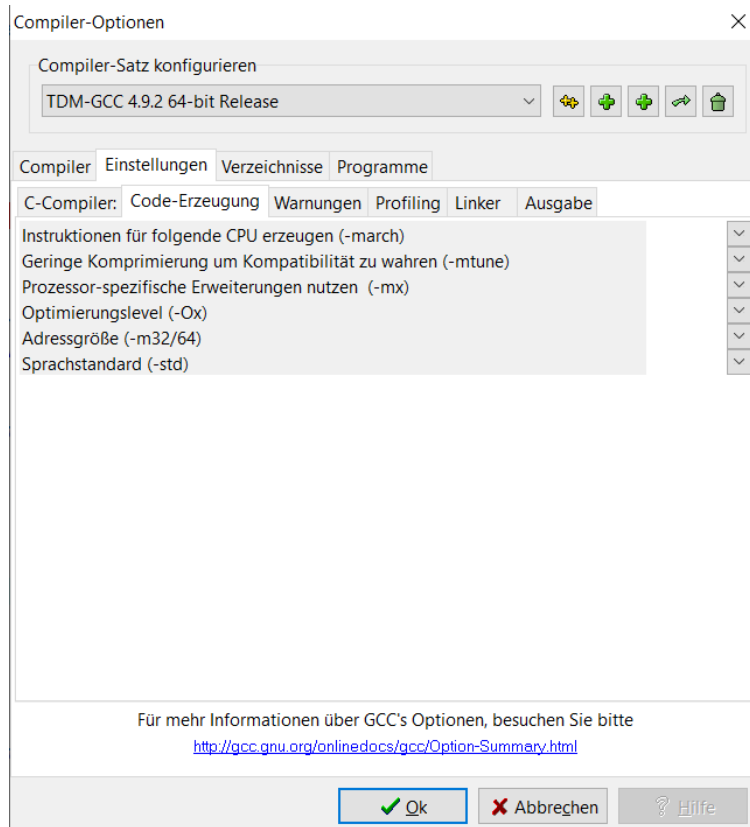 Compiler-Optionen
Compiler-Satz konfigurieren
TDM-GCC 4.9.2 64-bit Release
Compiler Einstellungen Verzeichnisse Programme
C-Compiler: Code-Erzeugung Warnungen Profiling Linker Ausgabe
Instruktionen für folgende CPU erzeugen (-march)
Geringe Komprimierung um Kompatibilität zu wahren (-mtune)
Prozessor-spezifische Erweiterungen nutzen (-mx)
Optimierungslevel (-Ox)
Adressgröße (-m32/64)
Sprachstandard (-std)
Für mehr Informationen über GCC's Optionen, besuchen Sie bitte
http://gcc.gnu.org/onlinedocs/gcc/Option-Summary.html
Ok Abbrechen Hilfe